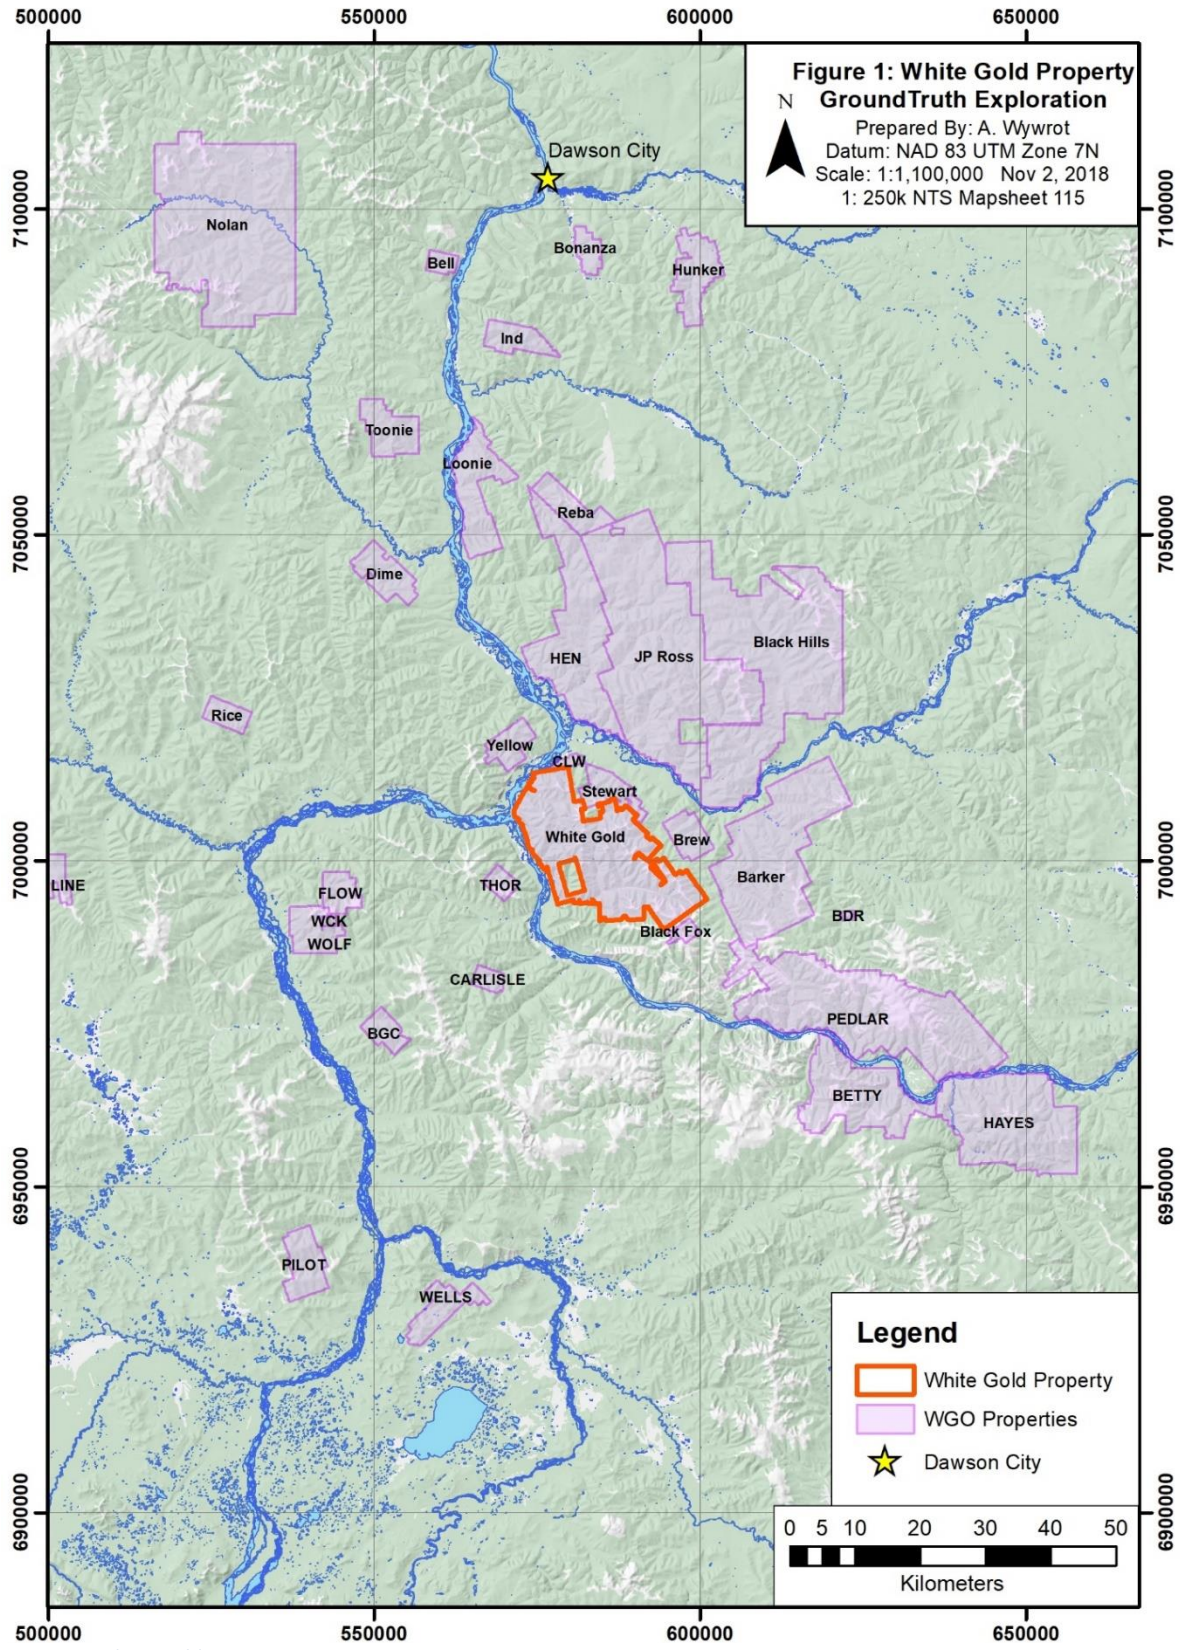 500000
550000
600000
650000
Figure 1: White Gold Property
GroundTruth Exploration
N
Prepared By: A. Wywrot
Datum: NAD 83 UTM Zone 7N
Scale: 1:1,100,000 Nov 2, 2018
1: 250k NTS Mapsheet 115
Dawson City
7100000
7100000
Nolan
Bell
Bonanza
Hunker
Ind
Toonie
Loonie
Reba
7050000
7050000
Dime
HEN
JP Ross
Black Hills
Rice
Yellow
CLW
Stewart
White Gold
Brew
7000000
7000000
LINE
FLOW
THOR
Barker
WCK
BDR
Black Fox
WOLF
CARLISLE
BGC
PEDLAR
BETTY
HAYES
6950000
6950000
PILOT
WELLS
Legend
White Gold Property
WGO Properties
Dawson City
6900000
6900000
0 5 10 20 30 40 50
Kilometers
500000
550000
600000
650000